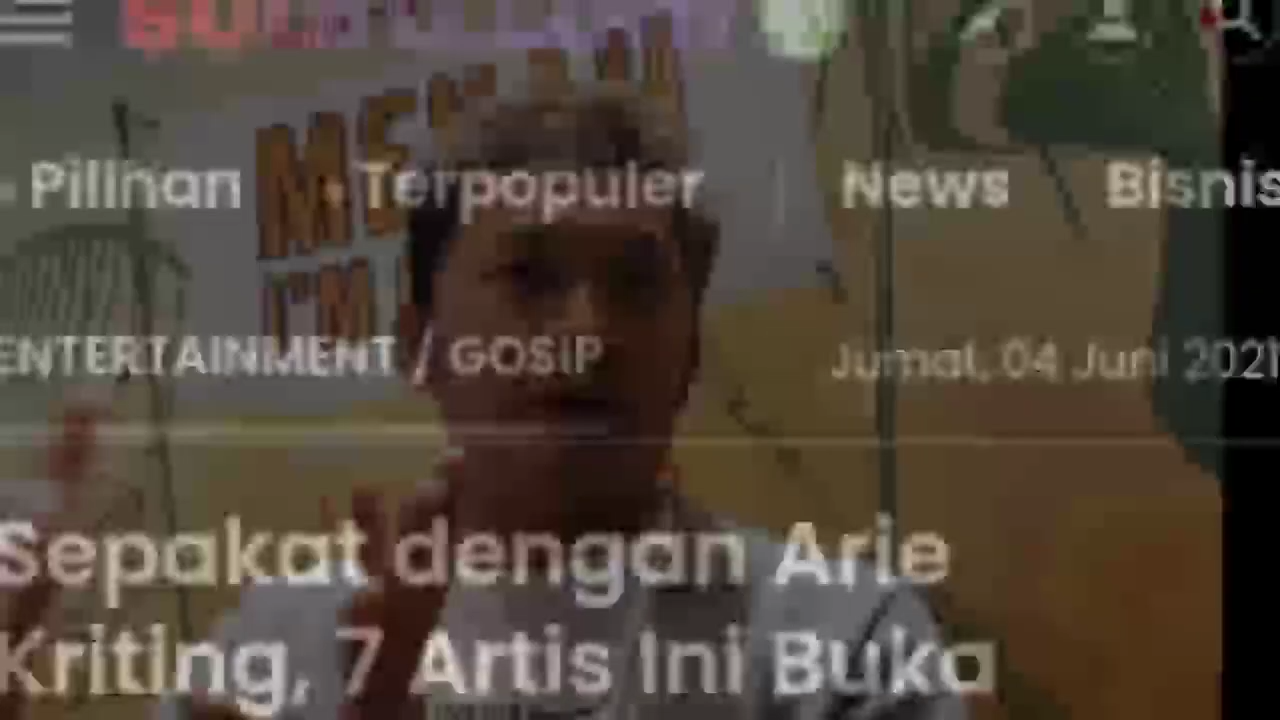 Pilihan Terpopuler News Bisnis
I'M
ENTERTAINMENT / GOSIP Jumat, 04 Juni 2021
Sepakat dengan Arie
Kriting, 7 Artis Ini Buka